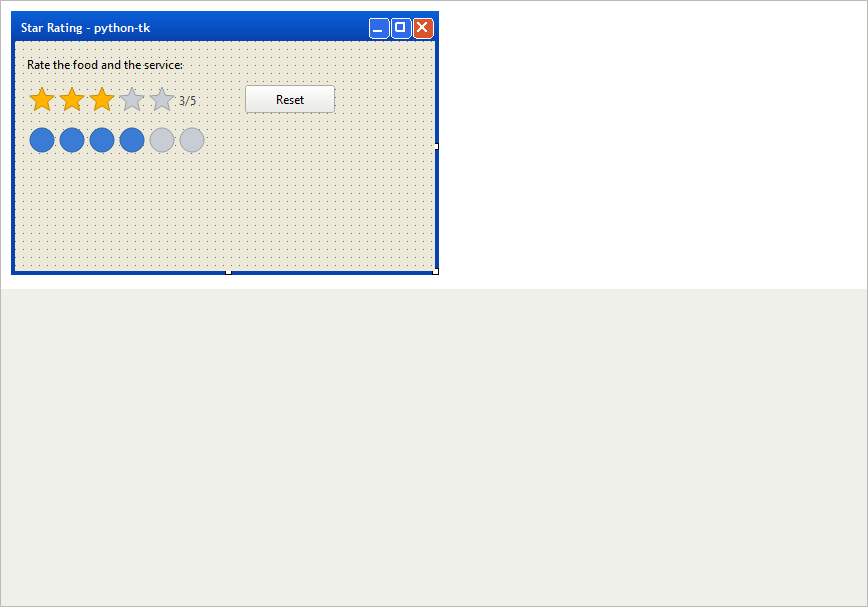 Star Rating - python-tk
Rate the food and the service:
3/5
Reset